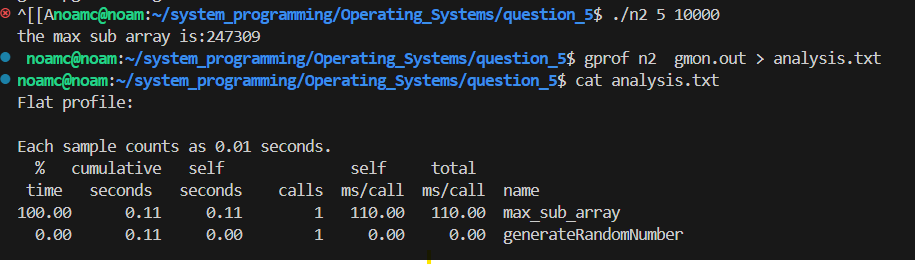 ^[[Anoamc@noam:~/system_programming/Operating_Systems/question_5$ ./n2 5 10000
the max sub array is:247309
noamc@noam:~/system_programming/Operating_Systems/question_5$ gprof n2  gmon.out > analysis.txt
noamc@noam:~/system_programming/Operating_Systems/question_5$ cat analysis.txt
Flat profile:

Each sample counts as 0.01 seconds.
  %   cumulative   self              self     total
 time   seconds   seconds    calls  ms/call  ms/call  name
100.00      0.11     0.11        1   110.00   110.00  max_sub_array
  0.00      0.11     0.00        1     0.00     0.00  generateRandomNumber